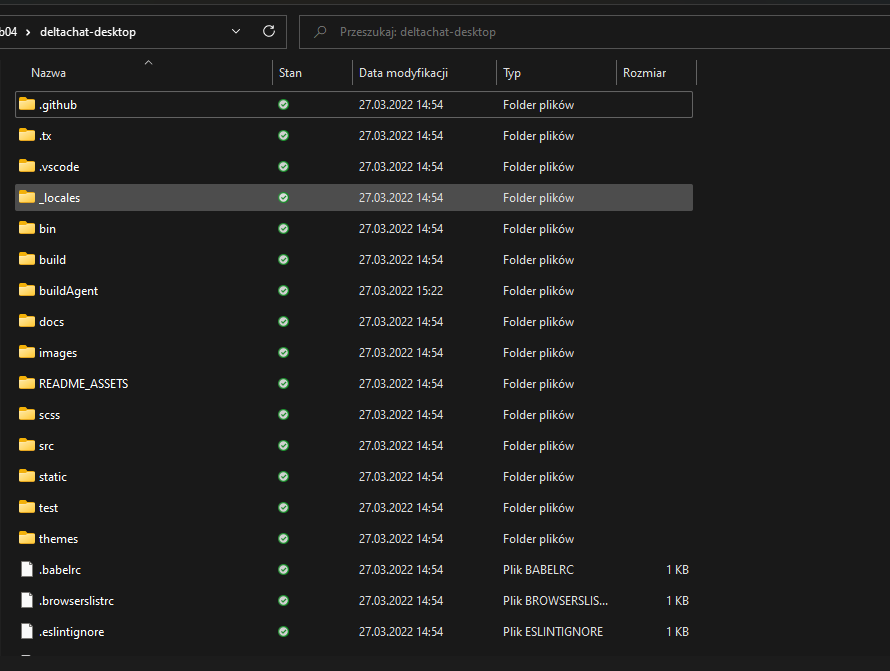 b04 > deltachat-desktop Przeszukaj: deltachat-desktop
Nazwa Stan Data modyfikacji Typ Rozmiar
.github 27.03.2022 14:54 Folder plików
.tx 27.03.2022 14:54 Folder plików
.vscode 27.03.2022 14:54 Folder plików
_locales 27.03.2022 14:54 Folder plików
bin 27.03.2022 14:54 Folder plików
build 27.03.2022 14:54 Folder plików
buildAgent 27.03.2022 15:22 Folder plików
docs 27.03.2022 14:54 Folder plików
images 27.03.2022 14:54 Folder plików
README_ASSETS 27.03.2022 14:54 Folder plików
scss 27.03.2022 14:54 Folder plików
src 27.03.2022 14:54 Folder plików
static 27.03.2022 14:54 Folder plików
test 27.03.2022 14:54 Folder plików
themes 27.03.2022 14:54 Folder plików
.babelrc 27.03.2022 14:54 Plik BABELRC 1 KB
.browserslistrc 27.03.2022 14:54 Plik BROWSERSLIS... 1 KB
.eslintignore 27.03.2022 14:54 Plik ESLINTIGNORE 1 KB